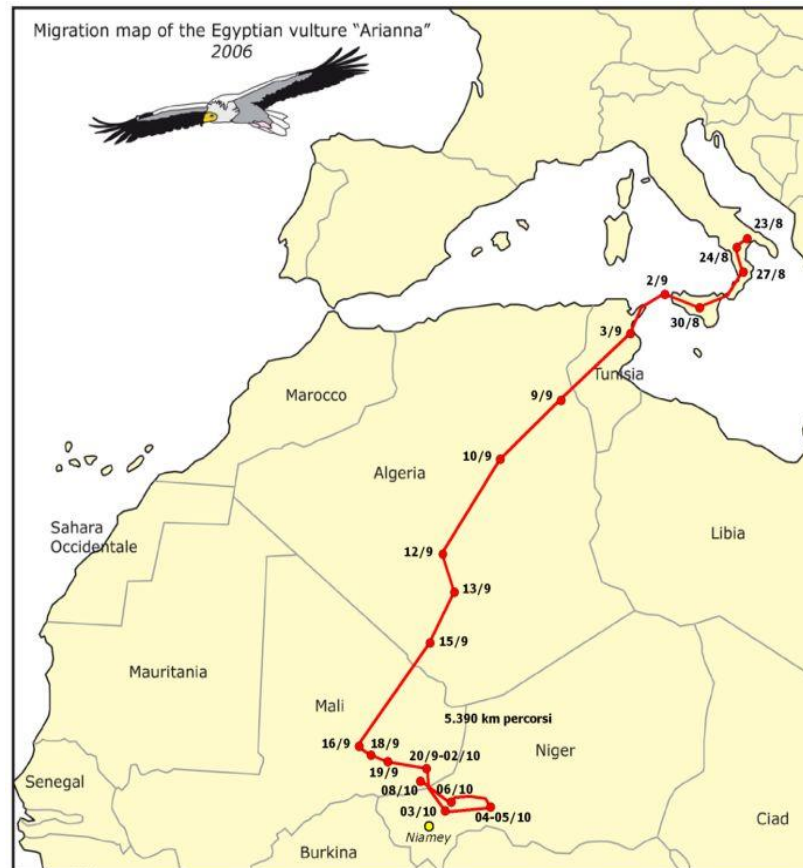 Migration map of the Egyptian vulture “Arianna”
2006
23/8
24/8
27/8
2/9
30/8
3/9
Tunisia
Marocco
9/9
10/9
Algeria
Sahara
Occidentale
Libia
12/9
13/9
15/9
Mauritania
Mali
5.390 km percorsi
16/9
18/9
Niger
19/9
20/9-02/10
Senegal
08/10
06/10
03/10
04-05/10
Ciad
Niamey
Burkina